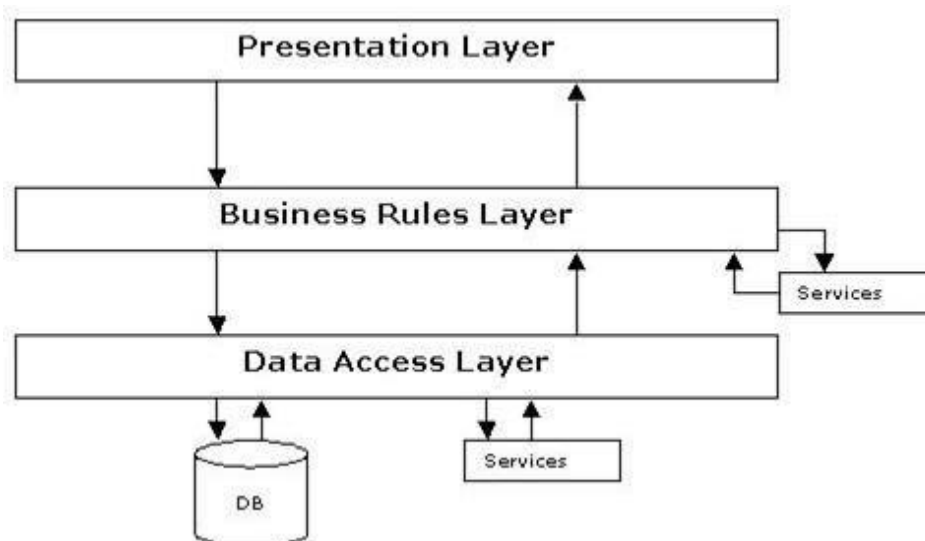 Presentation Layer
Business Rules Layer
Services
Data Access Layer
Services
DB